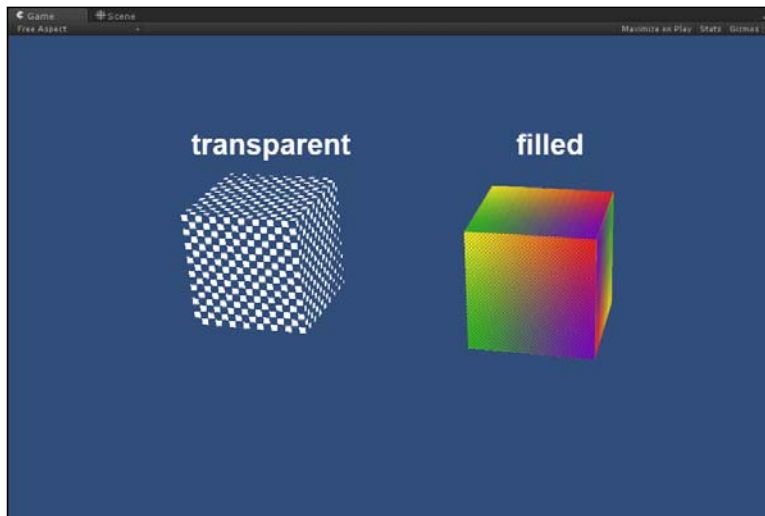 Game Scene
Free Aspect Maximize on Play Stats Gizmos
transparent filled